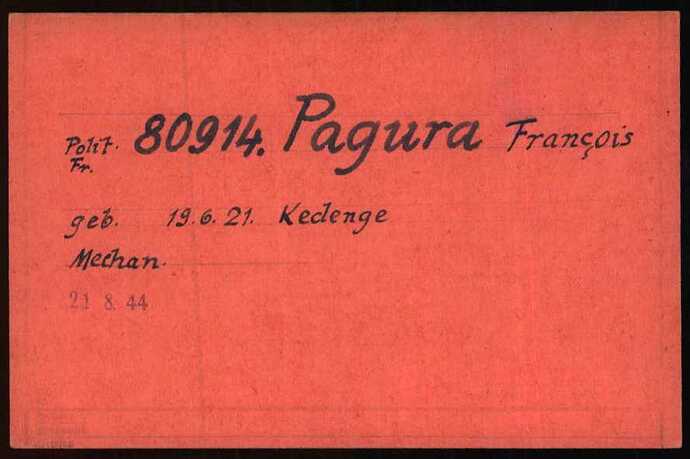 Polit. 80914. Pagura François
Fr.
geb. 19.6.21. Kedenge
Mechan.
21 8. 44